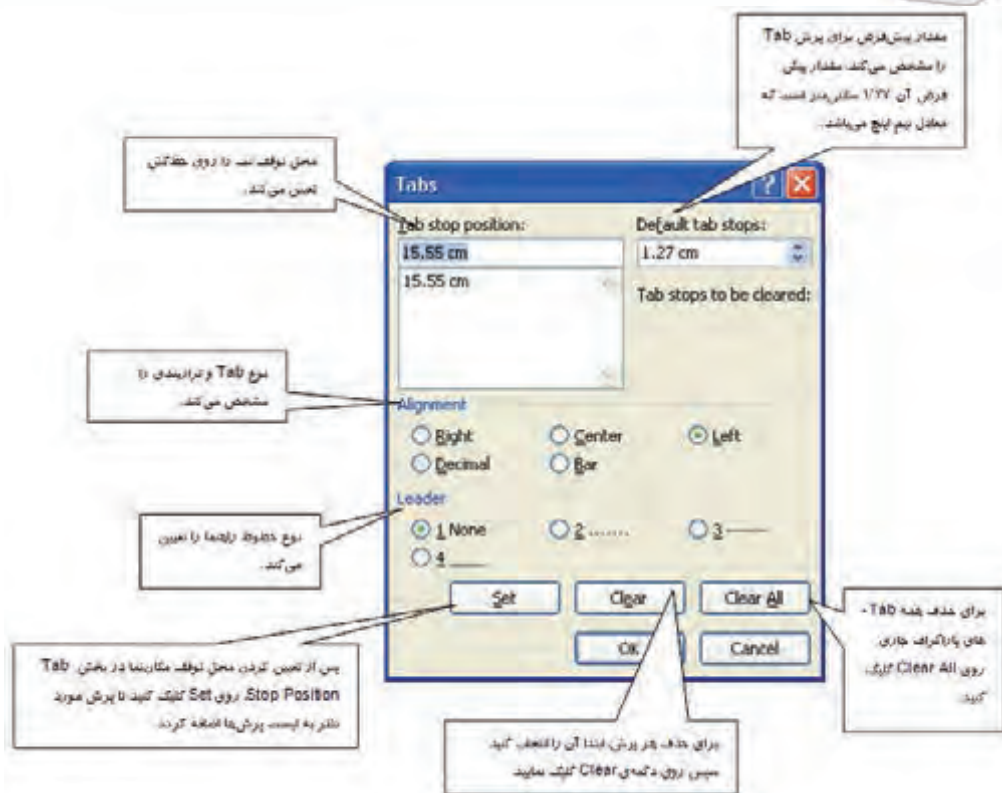 مقدار پیش‌فرض برای پرش Tab
را مشخص می‌کند. مقدار پیش
فرض آن ۱/۲۷ سانتی‌متر است که
معادل نیم اینچ می‌باشد.
محل توقف تب را روی خط‌کش
تعیین می‌کند.
Tabs
Tab stop position:
Default tab stops:
15.55 cm
1.27 cm
15.55 cm
Tab stops to be cleared:
نوع Tab و ترازبندی را
مشخص می‌کند.
Alignment
Right
Center
Left
Decimal
Bar
Leader
1 None
2 .......
3 -----
4 ____
نوع خطوط راهنما را تعیین
می‌کند.
Set
Clear
Clear All
OK
Cancel
برای حذف همه Tab-
های پاراگراف جاری
روی Clear All کلیک
کنید.
پس از تعیین کردن محل توقف مکان‌نما در بخش Tab
Stop Position، روی Set کلیک کنید تا پرش مورد
نظر به لیست پرش‌ها اضافه گردد.
برای حذف هر پرش ابتدا آن را انتخاب کنید
سپس روی دکمه‌ی Clear کلیک نمایید.